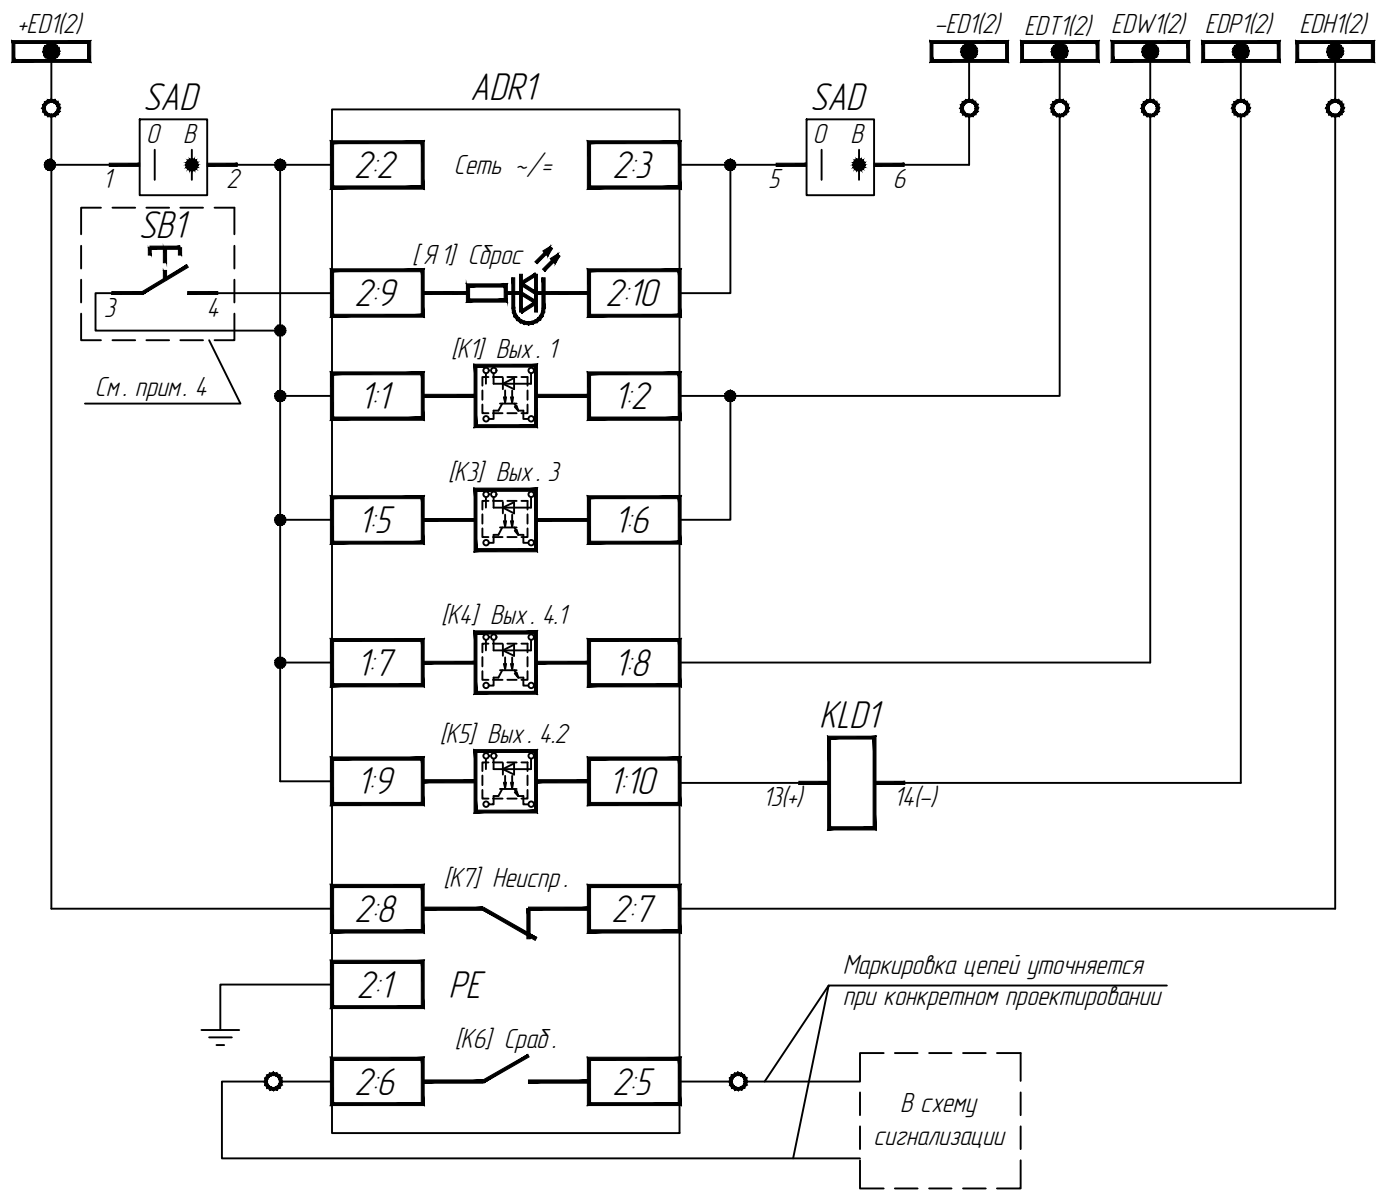 +ED1(2)
-ED1(2)
EDT1(2)
EDW1(2)
EDP1(2)
EDH1(2)
SAD
ADR1
SAD
O B
O B
1
2
2:2
Сеть ~/=
2:3
5
6
SB1
3
4
[Я1] Сброс
2:9
2:10
См. прим. 4
[K1] Вых. 1
1:1
1:2
[K3] Вых. 3
1:5
1:6
[K4] Вых. 4.1
1:7
1:8
[K5] Вых. 4.2
1:9
1:10
KLD1
13(+)
14(-)
[K7] Неиспр.
2:8
2:7
2:1
PE
Маркировка цепей уточняется
при конкретном проектировании
[K6] Сраб.
2:6
2:5
В схему
сигнализации